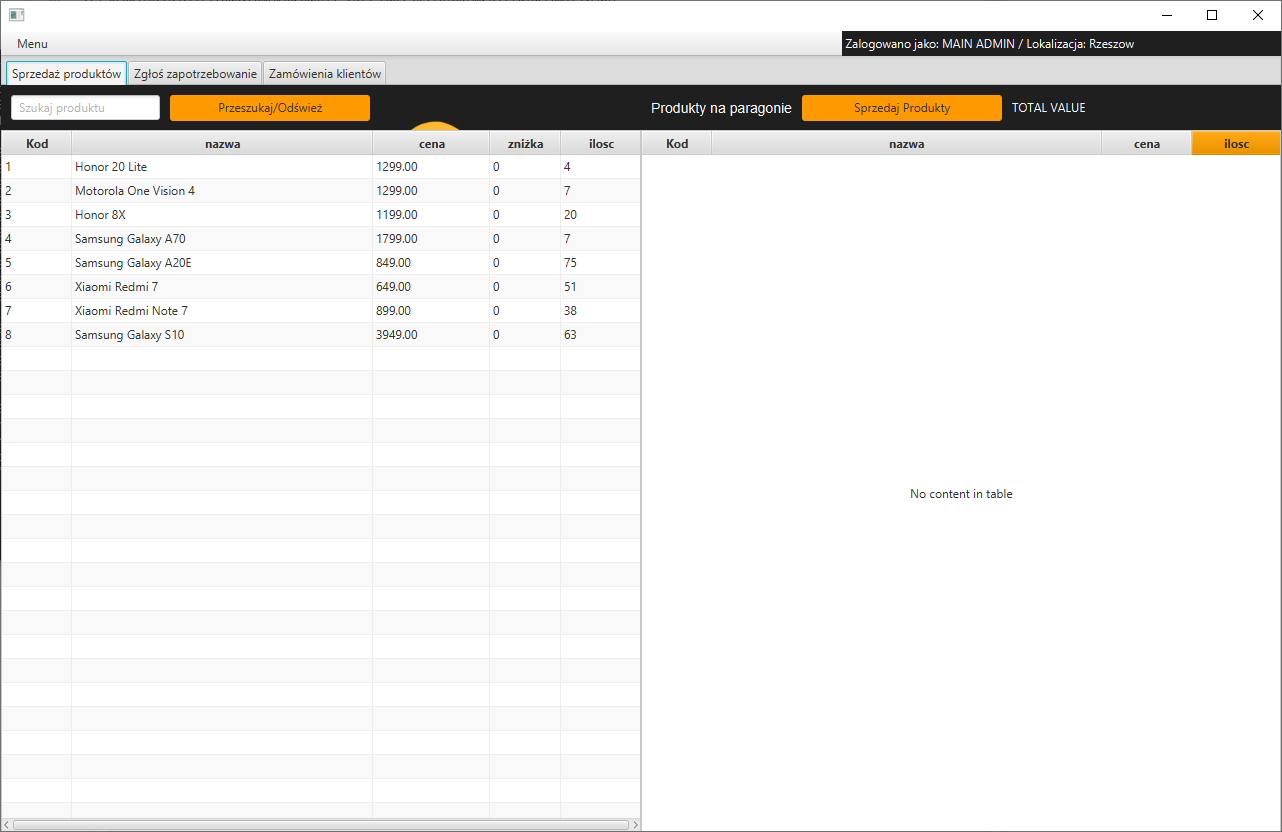 Menu
Zalogowano jako: MAIN ADMIN / Lokalizacja: Rzeszow
Sprzedaż produktów Zgłoś zapotrzebowanie Zamówienia klientów
Szukaj produktu Przeszukaj/Odśwież Produkty na paragonie Sprzedaj Produkty TOTAL VALUE
Kod nazwa cena zniżka ilosc Kod nazwa cena ilosc
1 Honor 20 Lite 1299.00 0 4
2 Motorola One Vision 4 1299.00 0 7
3 Honor 8X 1199.00 0 20
4 Samsung Galaxy A70 1799.00 0 7
5 Samsung Galaxy A20E 849.00 0 75
6 Xiaomi Redmi 7 649.00 0 51
7 Xiaomi Redmi Note 7 899.00 0 38
8 Samsung Galaxy S10 3949.00 0 63
No content in table